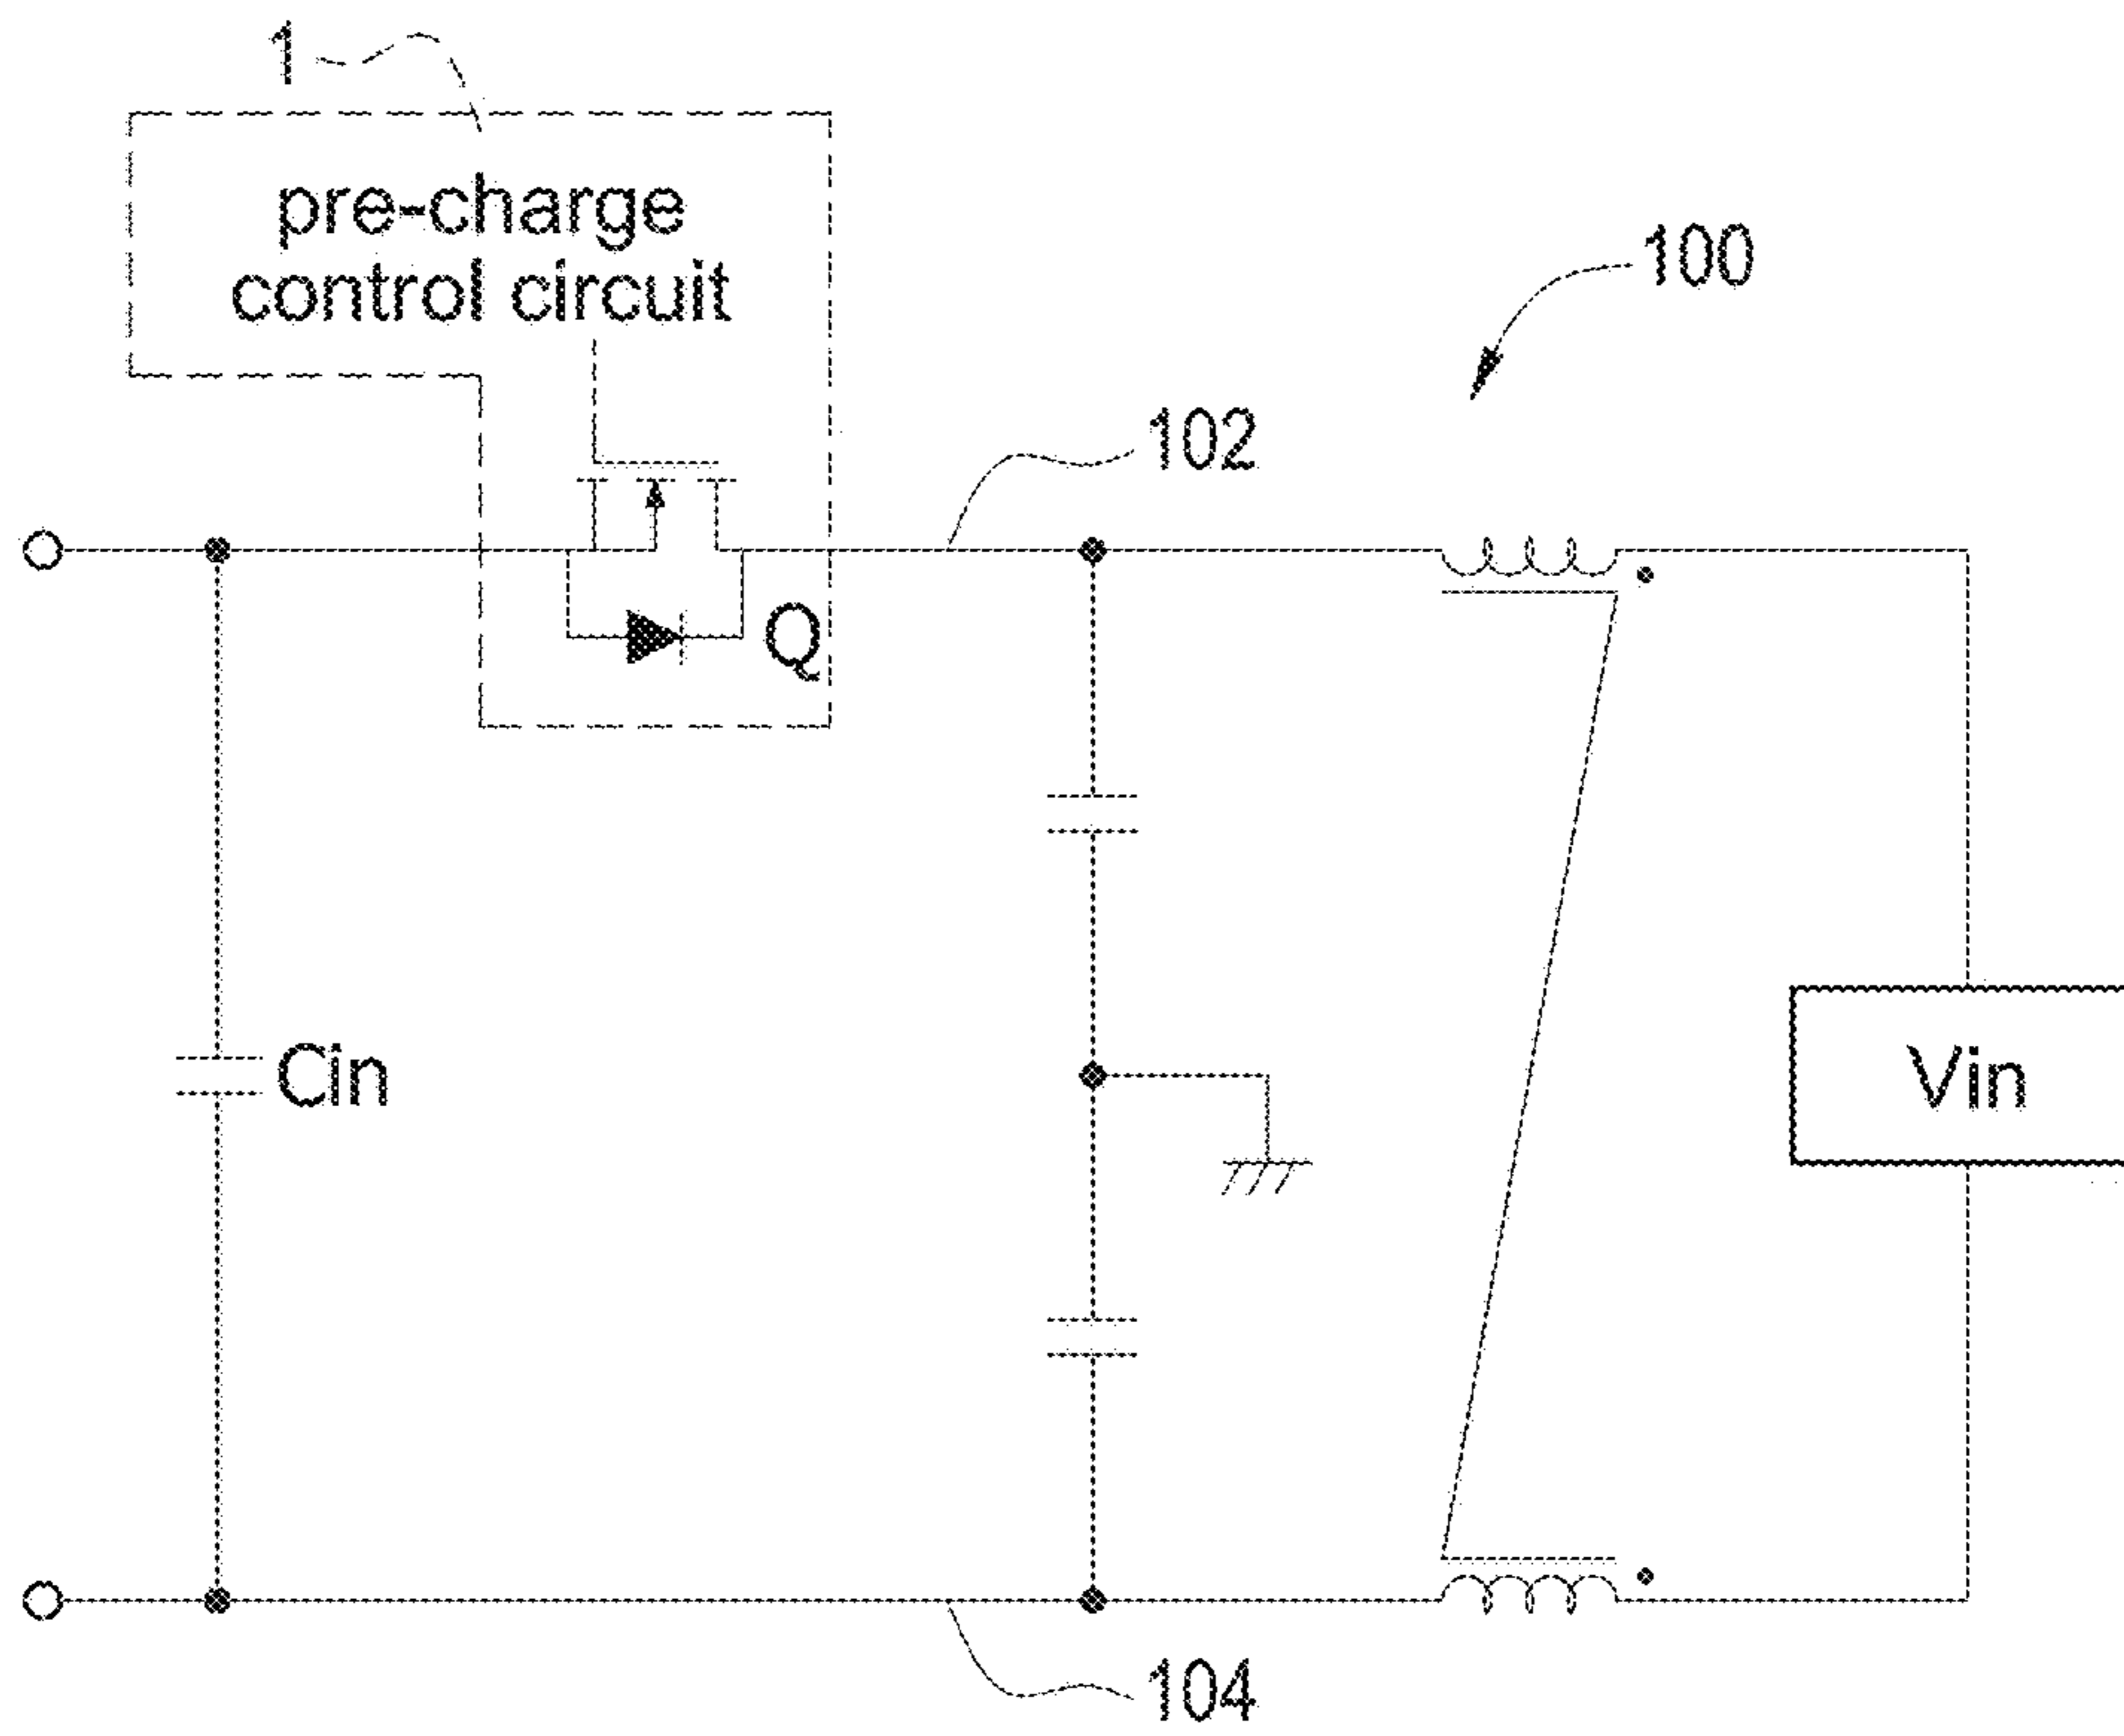 1
pre-charge
control circuit
100
102
Q
Cin
Vin
104